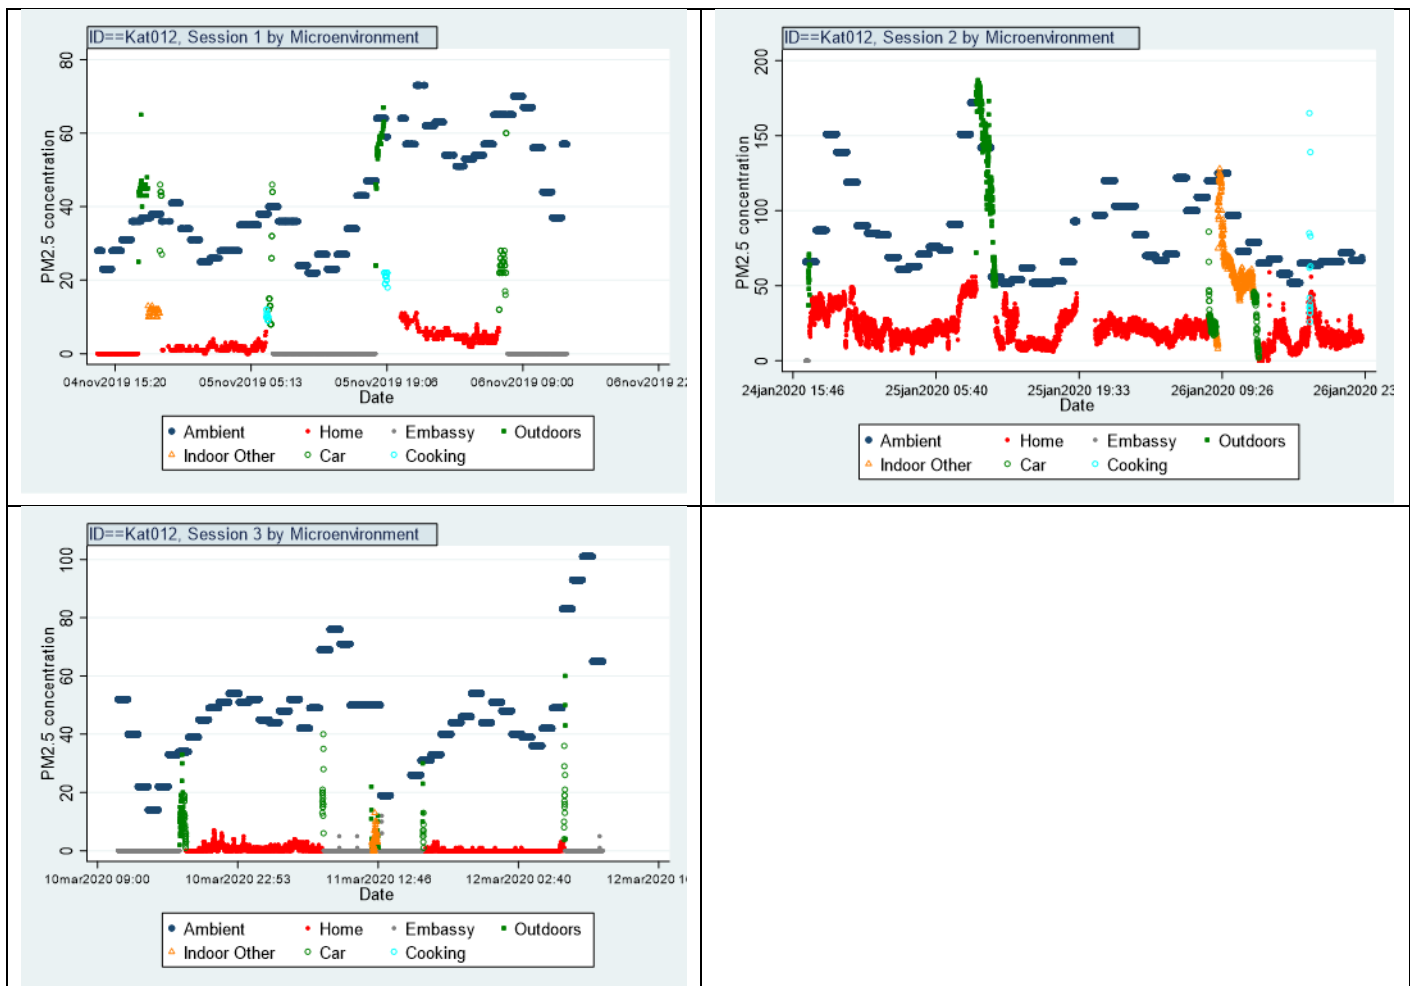 ID==Kat012, Session 1 by Microenvironment
80
60
40
20
0
PM2.5 concentration
04nov2019 15:20 05nov2019 05:13 05nov2019 19:06 06nov2019 09:00 06nov2019 22
Date
Ambient Home Embassy Outdoors
Indoor Other Car Cooking
ID==Kat012, Session 2 by Microenvironment
200
150
100
50
0
PM2.5 concentration
24jan2020 15:46 25jan2020 05:40 25jan2020 19:33 26jan2020 09:26 26jan2020 23
Date
Ambient Home Embassy Outdoors
Indoor Other Car Cooking
ID==Kat012, Session 3 by Microenvironment
100
80
60
40
20
0
PM2.5 concentration
10mar2020 09:00 10mar2020 22:53 11mar2020 12:46 12mar2020 02:40 12mar2020
Date
Ambient Home Embassy Outdoors
Indoor Other Car Cooking